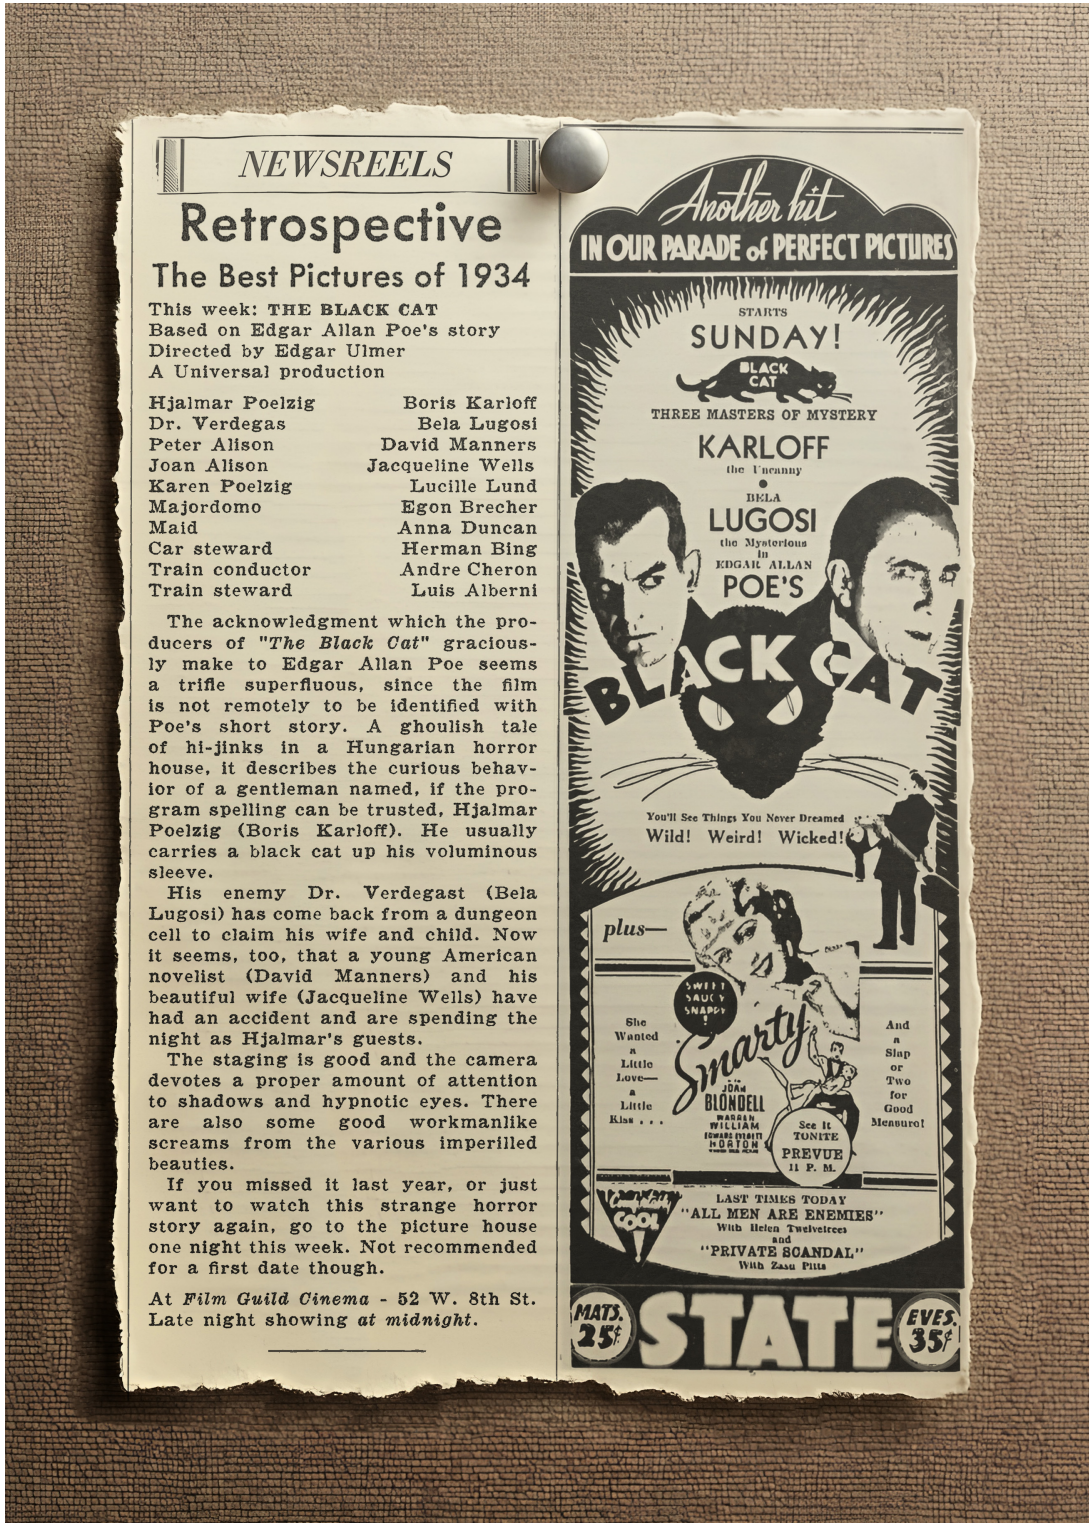 NEWSREELS
Retrospective
The Best Pictures of 1934
This week: THE BLACK CAT
Based on Edgar Allan Poe's story
Directed by Edgar Ulmer
A Universal production
Hjalmar Poelzig Boris Karloff
Dr. Verdegas Bela Lugosi
Peter Alison David Manners
Joan Alison Jacqueline Wells
Karen Poelzig Lucille Lund
Majordomo Egon Brecher
Maid Anna Duncan
Car steward Herman Bing
Train conductor Andre Cheron
Train steward Luis Alberni
The acknowledgment which the pro-
ducers of "The Black Cat" gracious-
ly make to Edgar Allan Poe seems
a trifle superfluous, since the film
is not remotely to be identified with
Poe's short story. A ghoulish tale
of hi-jinks in a Hungarian horror
house, it describes the curious behav-
ior of a gentleman named, if the pro-
gram spelling can be trusted, Hjalmar
Poelzig (Boris Karloff). He usually
carries a black cat up his voluminous
sleeve.
His enemy Dr. Verdegast (Bela
Lugosi) has come back from a dungeon
cell to claim his wife and child. Now
it seems, too, that a young American
novelist (David Manners) and his
beautiful wife (Jacqueline Wells) have
had an accident and are spending the
night as Hjalmar's guests.
The staging is good and the camera
devotes a proper amount of attention
to shadows and hypnotic eyes. There
are also some good workmanlike
screams from the various imperilled
beauties.
If you missed it last year, or just
want to watch this strange horror
story again, go to the picture house
one night this week. Not recommended
for a first date though.
At Film Guild Cinema - 52 W. 8th St.
Late night showing at midnight.
Another hit
IN OUR PARADE of PERFECT PICTURES
STARTS
SUNDAY!
BLACK
CAT
THREE MASTERS OF MYSTERY
KARLOFF
the Uncanny
BELA
LUGOSI
the Mysterious
in
EDGAR ALLAN
POE'S
BLACK CAT
You'll See Things You Never Dreamed
Wild! Weird! Wicked!
plus—
SWEET
SAUCY
SNAPPY
!
Smarty
She
Wanted
a
Little
Love—
a
Little
Kiss . . .
And
a
Slap
or
Two
for
Good
Measure!
JOAN
BLONDELL
WARREN
WILLIAM
EDWARD EVERETT
HORTON
See It
TONITE
PREVUE
11 P. M.
COOL
LAST TIMES TODAY
"ALL MEN ARE ENEMIES"
With Helen Twelvetrees
and
"PRIVATE SCANDAL"
With Zasu Pitts
MATS.
25¢
STATE
EVES.
35¢